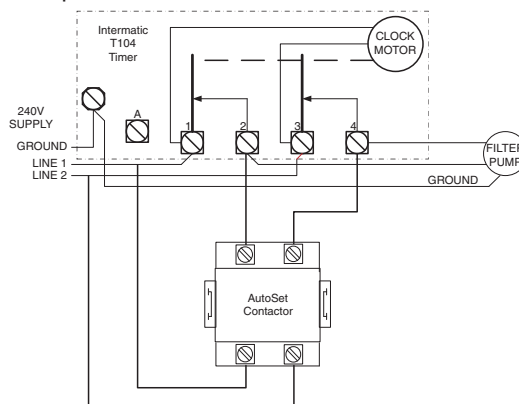 Intermatic
T104
Timer
CLOCK
MOTOR
A
1
2
3
4
240V
SUPPLY
GROUND
LINE 1
LINE 2
FILTER
PUMP
GROUND
AutoSet
Contactor